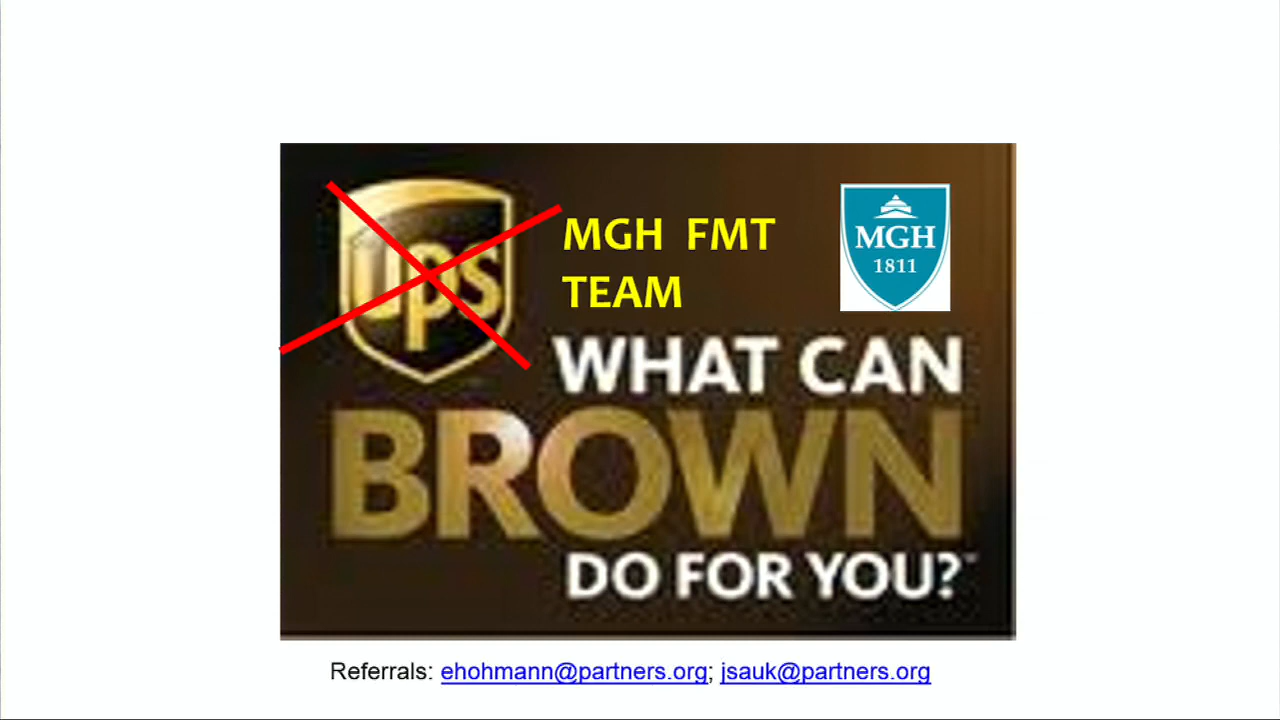 ups
MGH FMT
TEAM
MGH
1811
WHAT CAN
BROWN
DO FOR YOU?
Referrals: ehohmann@partners.org; jsauk@partners.org